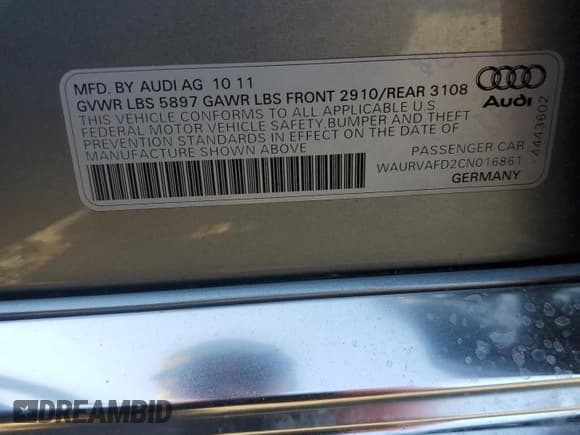 MFD. BY AUDI AG 10 11
GVWR LBS 5897 GAWR LBS FRONT 2910/REAR 3108
THIS VEHICLE CONFORMS TO ALL APPLICABLE U.S.
FEDERAL MOTOR VEHICLE SAFETY BUMPER AND THEFT
PREVENTION STANDARDS IN EFFECT ON THE DATE OF
MANUFACTURE SHOWN ABOVE
PASSENGER CAR
WAURVAFD2CN016861
GERMANY
Audi
4443602
DREAMBID